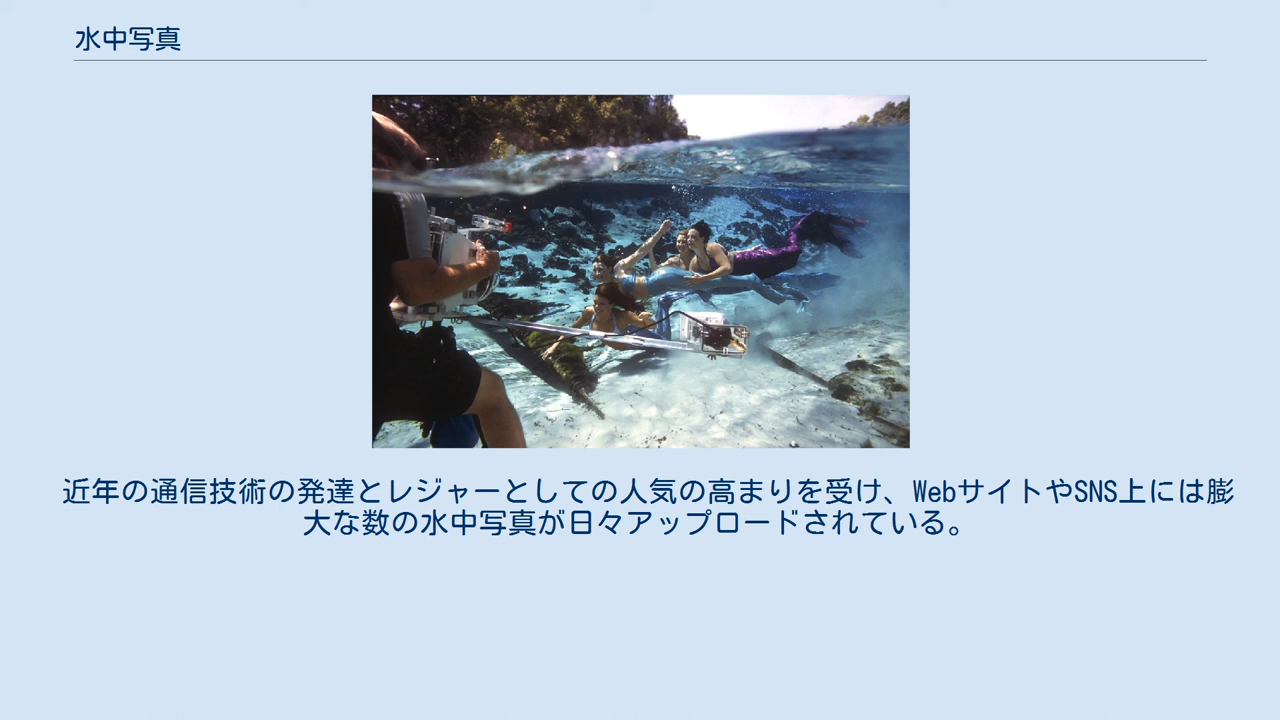 水中写真
近年の通信技術の発達とレジャーとしての人気の高まりを受け、WebサイトやSNS上には膨
大な数の水中写真が日々アップロードされている。